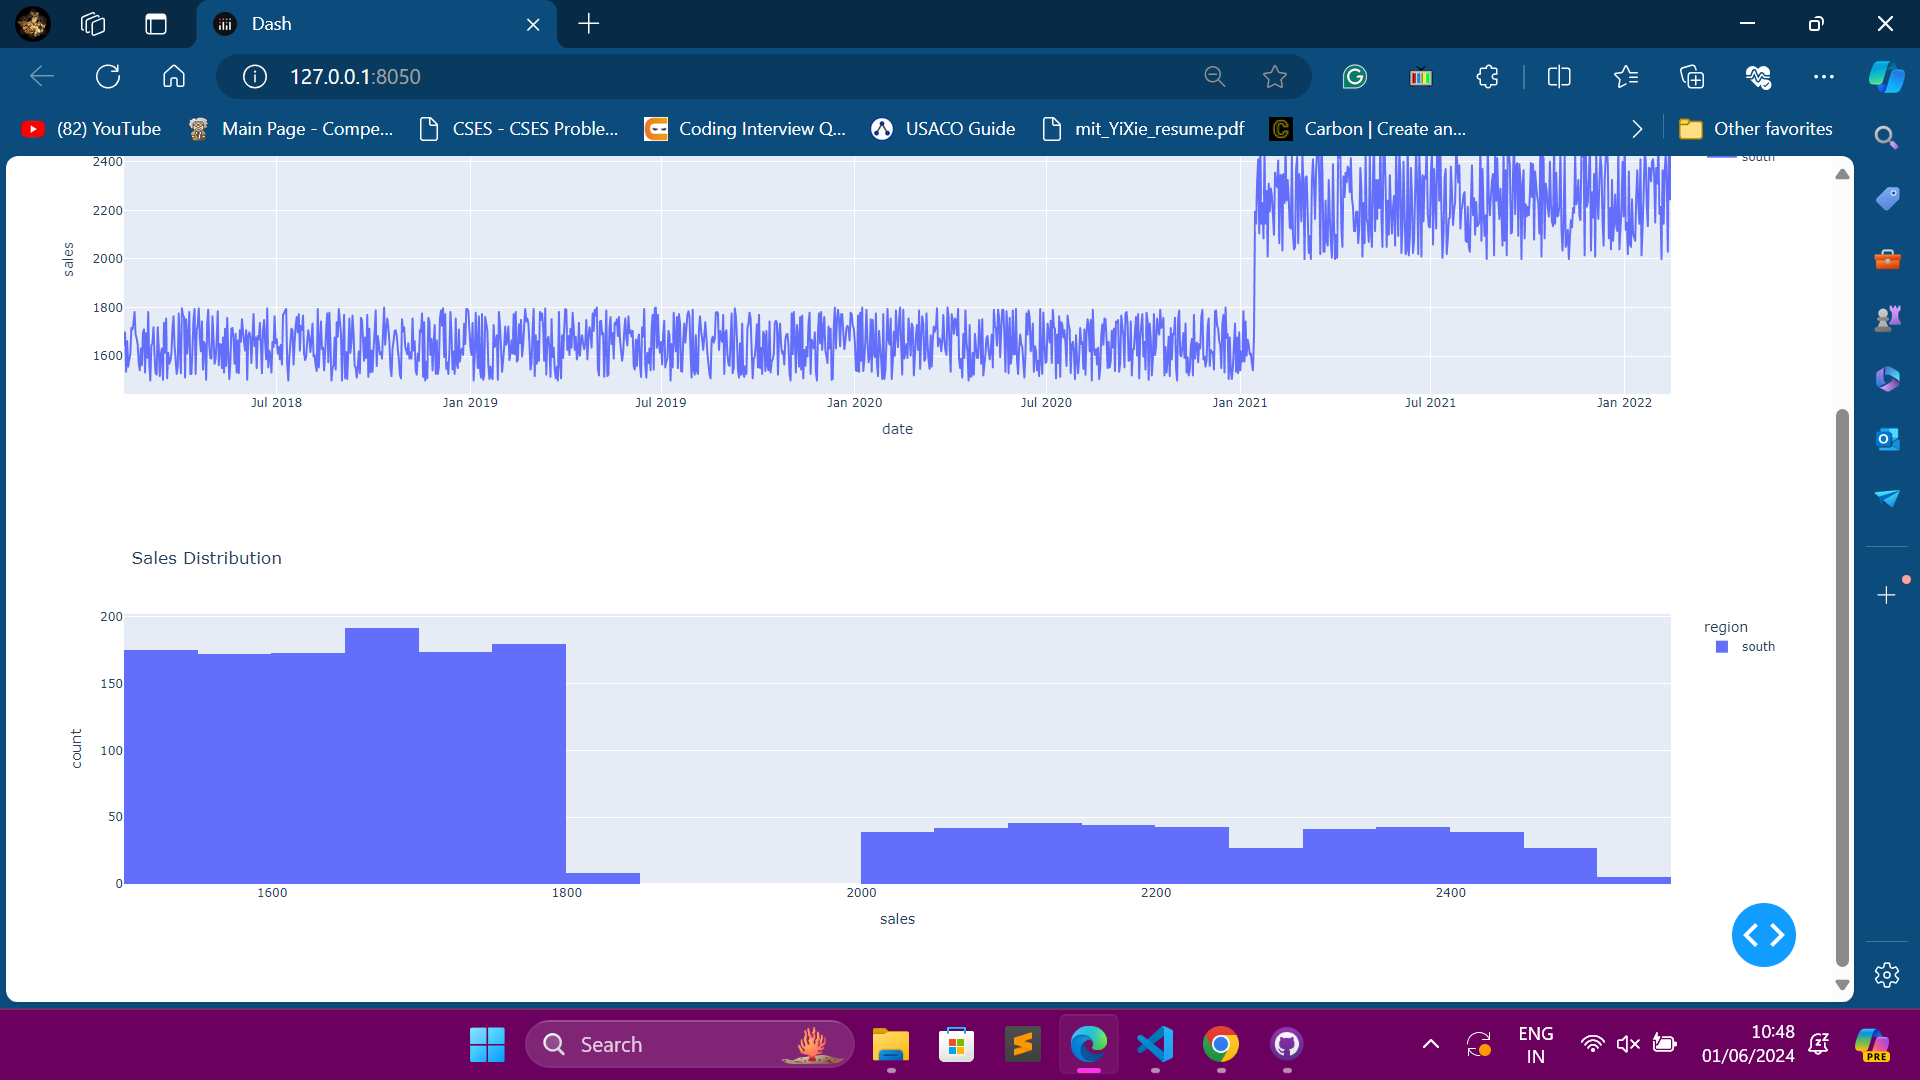 Dash
127.0.0.1:8050
(82) YouTube
Main Page - Compe...
CSES - CSES Proble...
Coding Interview Q...
USACO Guide
mit_YiXie_resume.pdf
Carbon | Create an...
Other favorites
south
2400
2200
2000
1800
1600
sales
Jul 2018
Jan 2019
Jul 2019
Jan 2020
Jul 2020
Jan 2021
Jul 2021
Jan 2022
date
Sales Distribution
200
150
100
50
0
count
region
south
1600
1800
2000
2200
2400
sales
Search
ENG
IN
10:48
01/06/2024
PRE